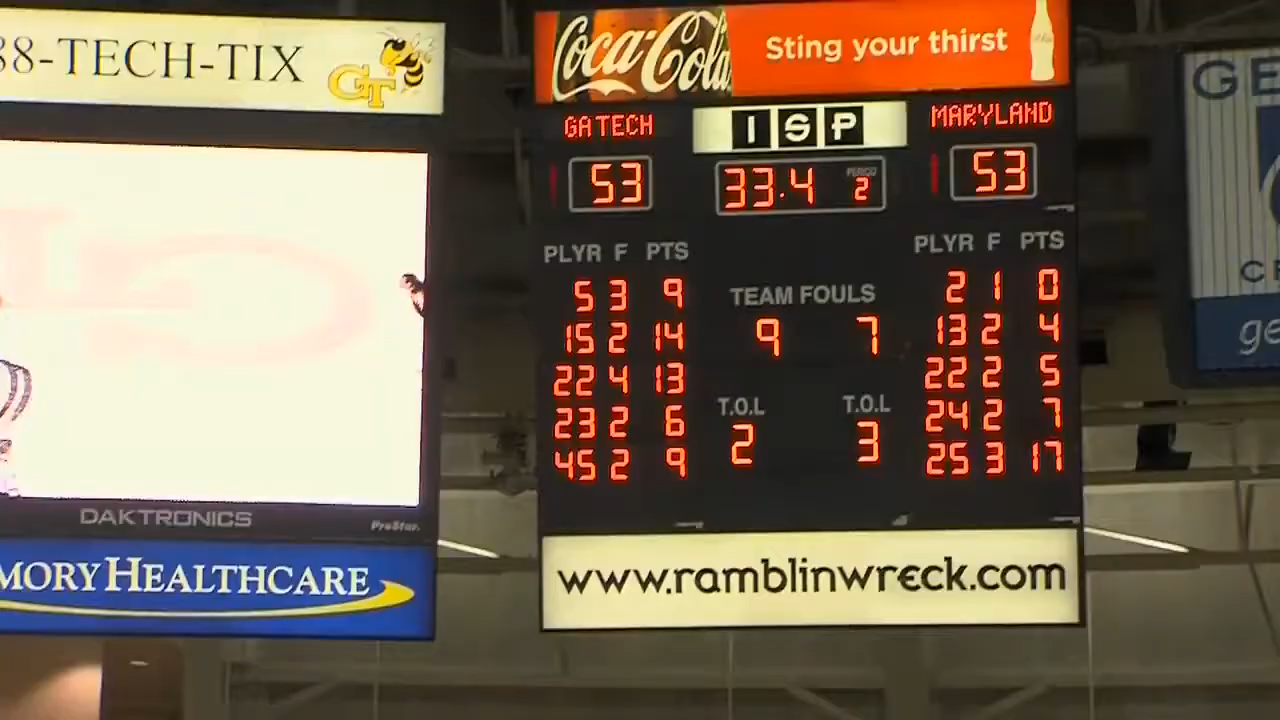 88-TECH-TIX
GT
DAKTRONICS
ProStar.
MORY HEALTHCARE
Coca-Cola
Sting your thirst
GA TECH
ISP
MARYLAND
53
33.4
PERIOD
2
53
PLYR F PTS
5 3 9
15 2 14
22 4 13
23 2 6
45 2 9
TEAM FOULS
9 7
T.O.L T.O.L
2 3
PLYR F PTS
2 1 0
13 2 4
22 2 5
24 2 7
25 3 17
www.ramblinwreck.com
GE
C
ge